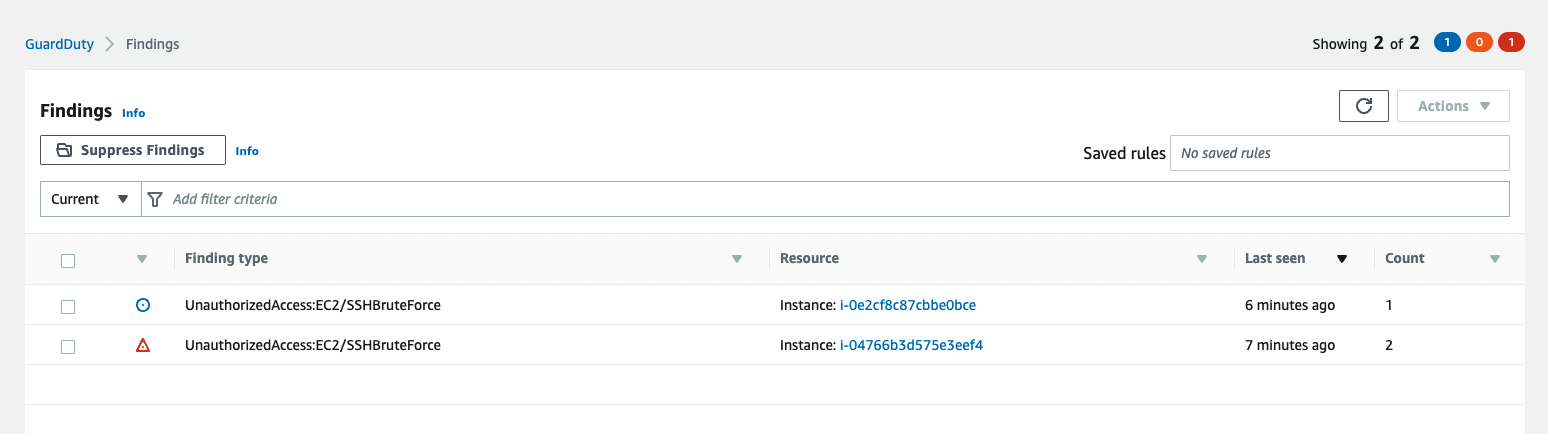 GuardDuty Findings
Showing 2 of 2 1 0 1
Findings Info
Actions
Suppress Findings Info
Saved rules No saved rules
Current Add filter criteria
Finding type Resource Last seen Count
UnauthorizedAccess:EC2/SSHBruteForce Instance: i-0e2cf8c87cbbe0bce 6 minutes ago 1
UnauthorizedAccess:EC2/SSHBruteForce Instance: i-04766b3d575e3eef4 7 minutes ago 2